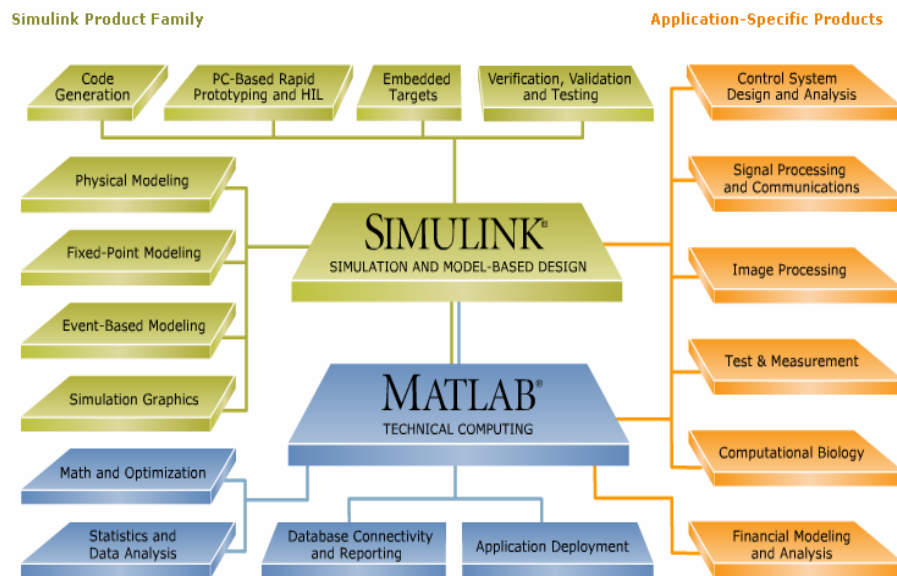 Simulink Product Family
Application-Specific Products
Code
Generation
PC-Based Rapid
Prototyping and HIL
Embedded
Targets
Verification, Validation
and Testing
Control System
Design and Analysis
Physical Modeling
Signal Processing
and Communications
SIMULINK®
SIMULATION AND MODEL-BASED DESIGN
Fixed-Point Modeling
Image Processing
Event-Based Modeling
Test & Measurement
MATLAB®
TECHNICAL COMPUTING
Simulation Graphics
Computational Biology
Math and Optimization
Statistics and
Data Analysis
Database Connectivity
and Reporting
Application Deployment
Financial Modeling
and Analysis